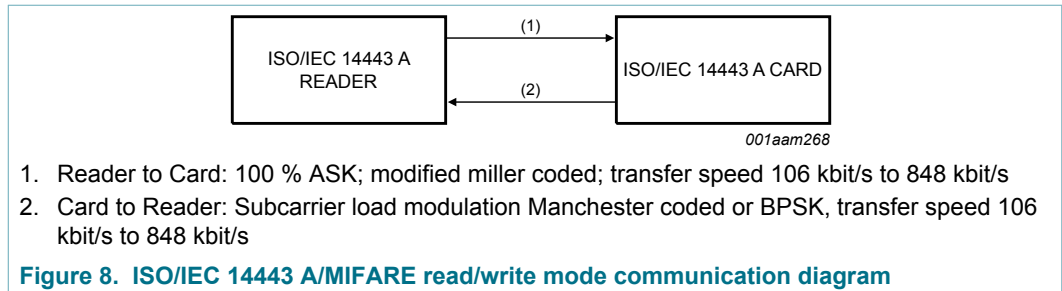 (1)
ISO/IEC 14443 A
READER
ISO/IEC 14443 A CARD
(2)
001aam268
1. Reader to Card: 100 % ASK; modified miller coded; transfer speed 106 kbit/s to 848 kbit/s
2. Card to Reader: Subcarrier load modulation Manchester coded or BPSK, transfer speed 106
kbit/s to 848 kbit/s
Figure 8. ISO/IEC 14443 A/MIFARE read/write mode communication diagram